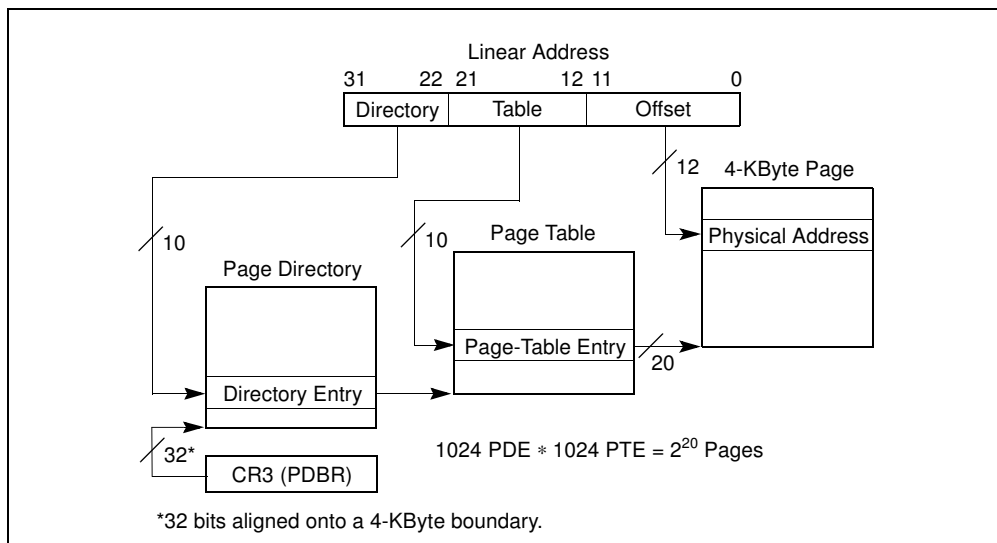 Linear Address
31 22 21 12 11 0
Directory Table Offset
12
4-KByte Page
Physical Address
10
10
Page Table
Page Directory
Page-Table Entry
20
Directory Entry
32*
1024 PDE * 1024 PTE = 2²⁰ Pages
CR3 (PDBR)
*32 bits aligned onto a 4-KByte boundary.